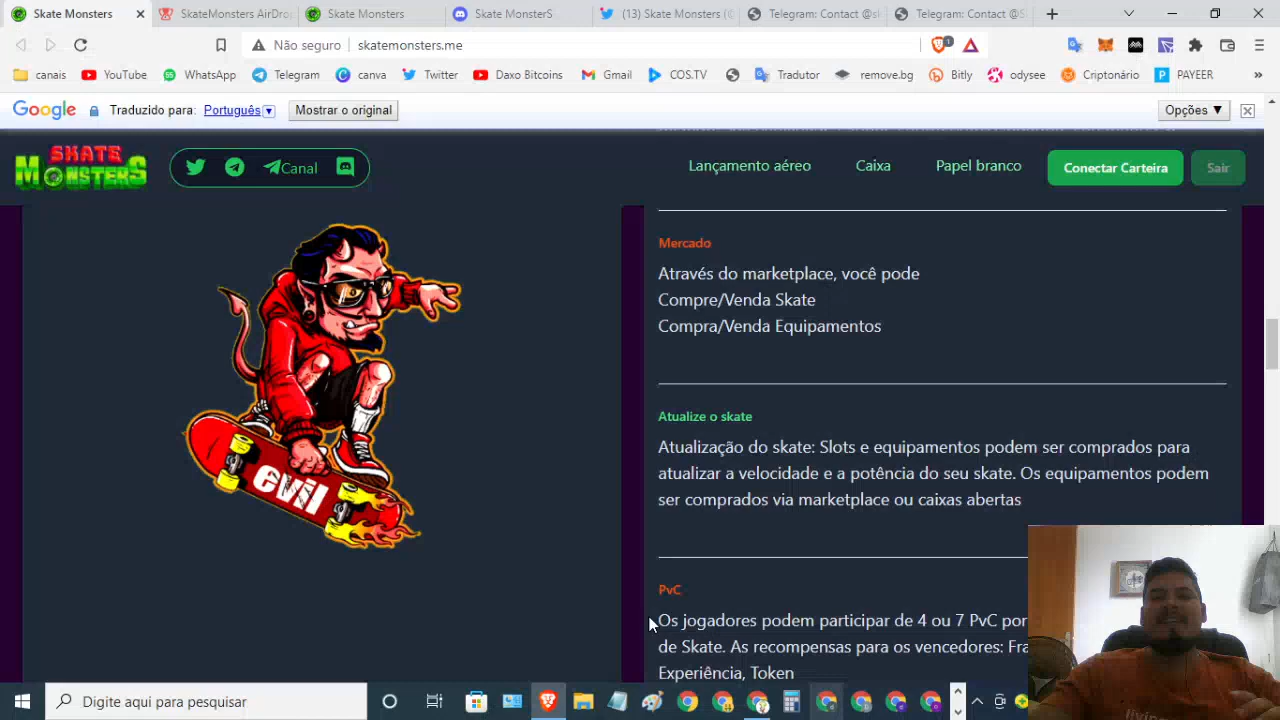 Skate Monsters
SkateMonsters AirDro
Skate Monsters
Skate MonsterS
(13) Skate Monsters (@
Telegram: Contact @sk
Telegram: Contact @S
Não seguro
skatemonsters.me
1
canais
YouTube
WhatsApp
Telegram
canva
Twitter
Daxo Bitcoins
Gmail
COS.TV
Tradutor
remove.bg
Bitly
odysee
Criptonário
PAYEER
»
Google
Traduzido para:
Português
Mostrar o original
Opções ▼
SKATE
MONSTERS
Canal
Lançamento aéreo
Caixa
Papel branco
Conectar Carteira
Sair
evil
Mercado
Através do marketplace, você pode
Compre/Venda Skate
Compra/Venda Equipamentos
Atualize o skate
Atualização do skate: Slots e equipamentos podem ser comprados para
atualizar a velocidade e a potência do seu skate. Os equipamentos podem
ser comprados via marketplace ou caixas abertas
PvC
Os jogadores podem participar de 4 ou 7 PvC por
de Skate. As recompensas para os vencedores: Fra
Experiência, Token
Digite aqui para pesquisar